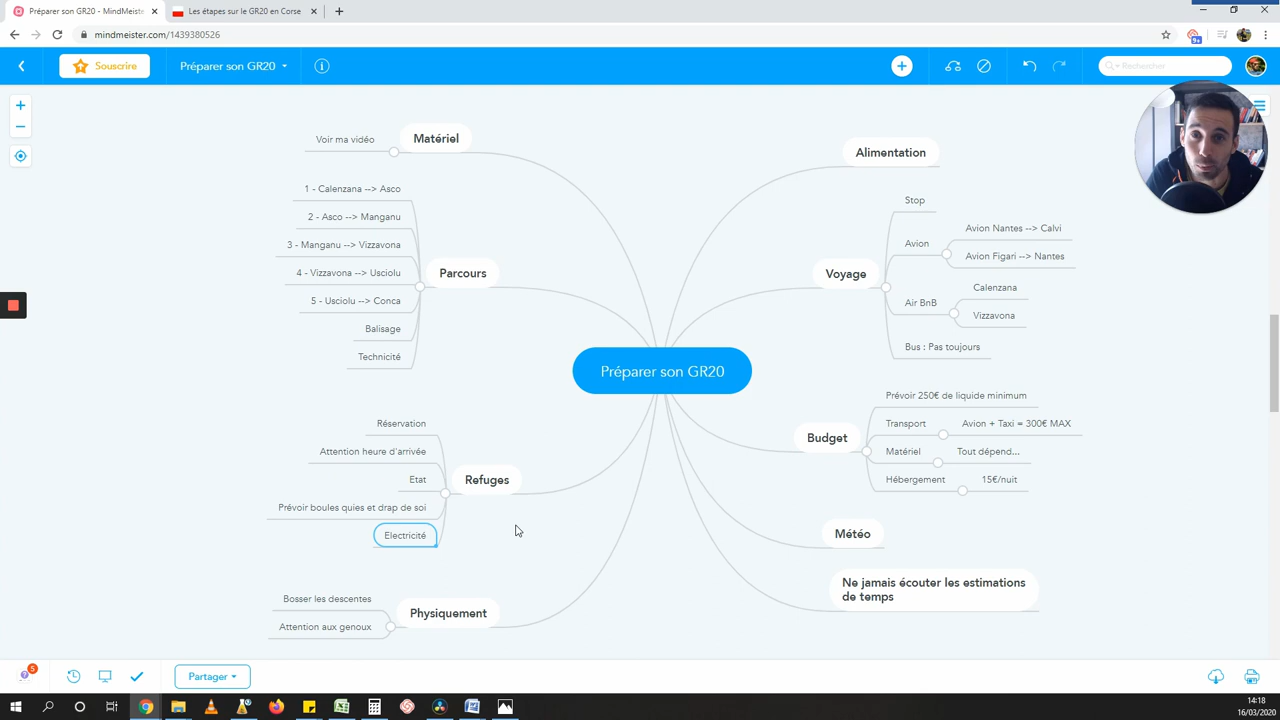 Préparer son GR20 - MindMeiste
Les étapes sur le GR20 en Corse
mindmeister.com/1439380526
9+
Souscrire
Préparer son GR20
Rechercher
Matériel
Voir ma vidéo
Parcours
1 - Calenzana --> Asco
2 - Asco --> Manganu
3 - Manganu --> Vizzavona
4 - Vizzavona --> Usciolu
5 - Usciolu --> Conca
Balisage
Technicité
Refuges
Réservation
Attention heure d'arrivée
Etat
Prévoir boules quies et drap de soi
Electricité
Physiquement
Bosser les descentes
Attention aux genoux
Préparer son GR20
Alimentation
Voyage
Stop
Avion
Avion Nantes --> Calvi
Avion Figari --> Nantes
Air BnB
Calenzana
Vizzavona
Bus : Pas toujours
Budget
Prévoir 250€ de liquide minimum
Transport
Avion + Taxi = 300€ MAX
Matériel
Tout dépend...
Hébergement
15€/nuit
Météo
Ne jamais écouter les estimations
de temps
5
Partager
14:18
16/03/2020